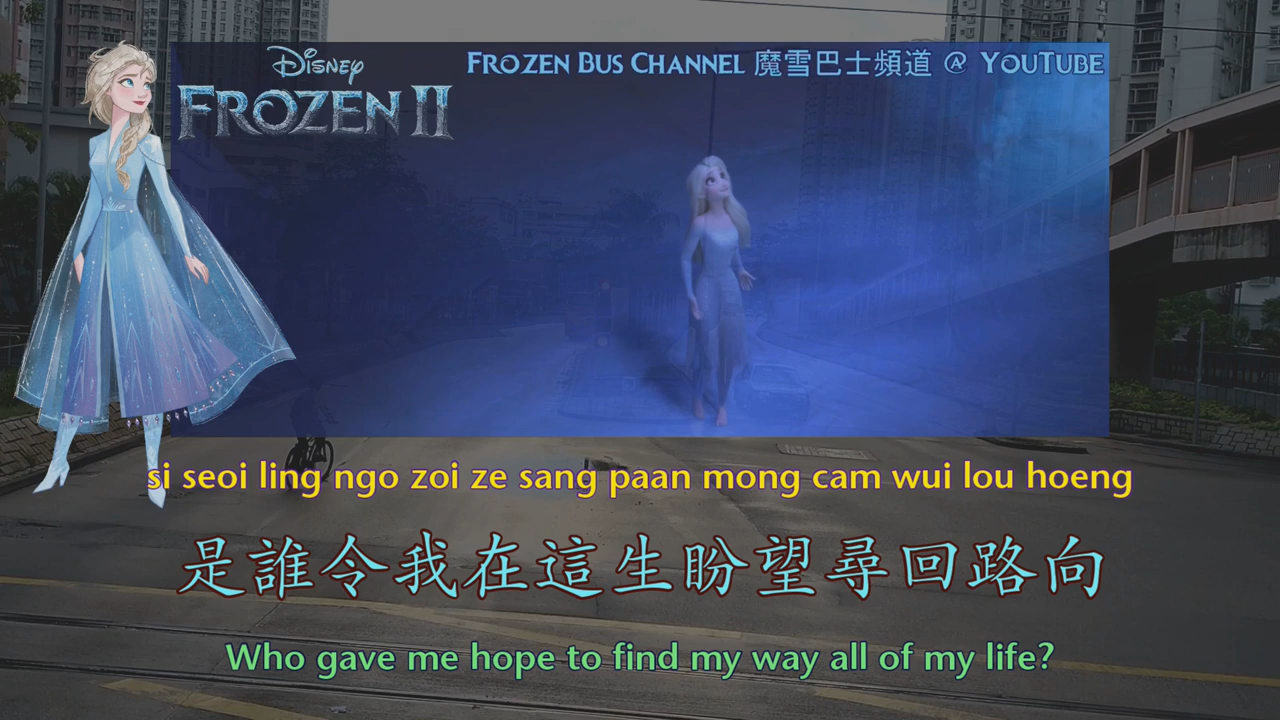 Disney
FROZEN II
FROZEN BUS CHANNEL 魔雪巴士頻道 @ YOUTUBE
si seoi ling ngo zoi ze sang paan mong cam wui lou hoeng
是誰令我在這生盼望尋回路向
Who gave me hope to find my way all of my life?